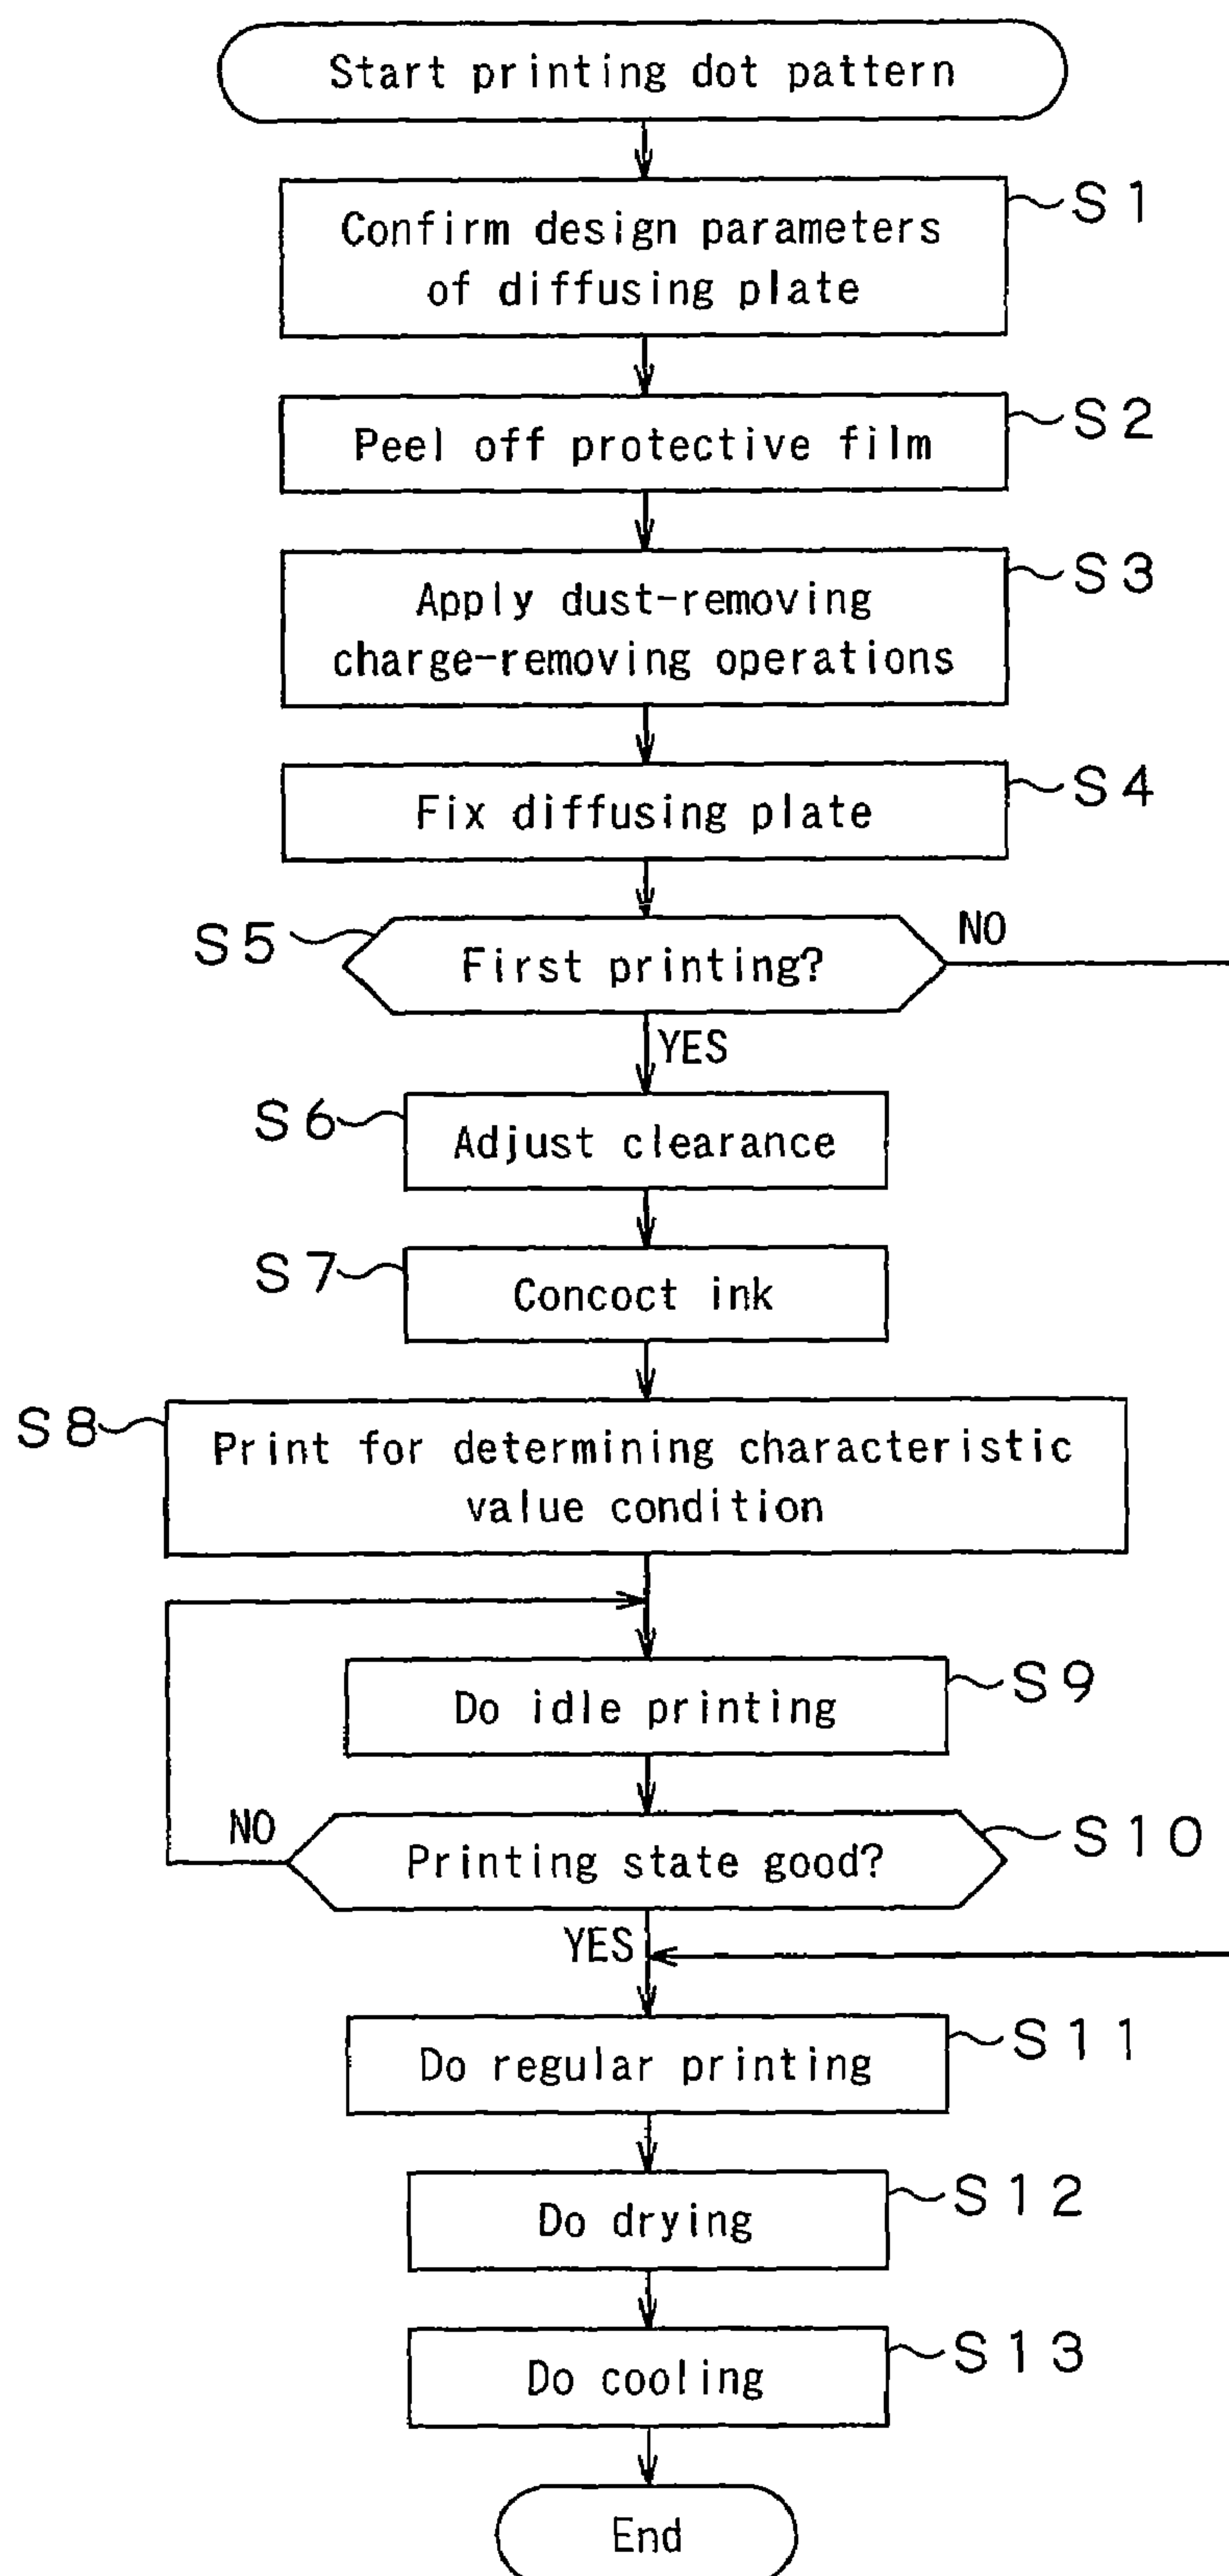 Start printing dot pattern
S1
Confirm design parameters
of diffusing plate
S2
Peel off protective film
S3
Apply dust-removing
charge-removing operations
S4
Fix diffusing plate
S5
First printing?
NO
YES
S6
Adjust clearance
S7
Concoct ink
S8
Print for determining characteristic
value condition
S9
Do idle printing
NO
S10
Printing state good?
YES
S11
Do regular printing
S12
Do drying
S13
Do cooling
End